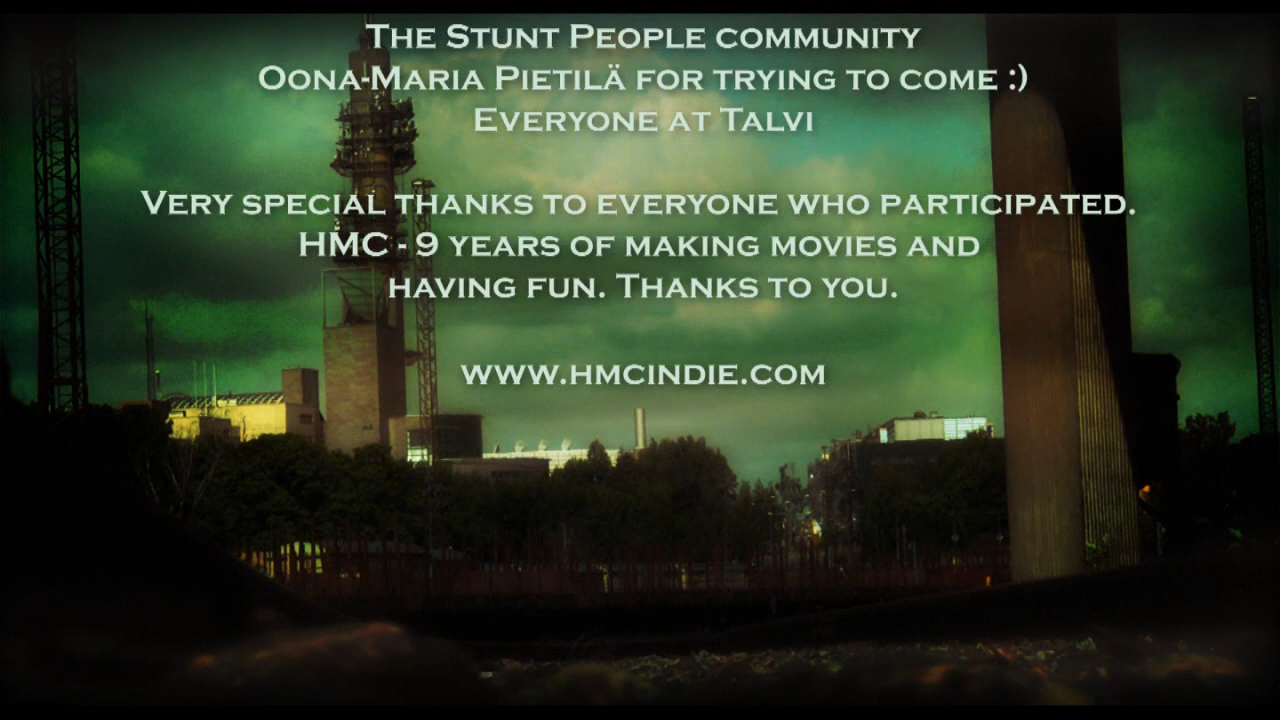 The Stunt People community
Oona-Maria Pietilä for trying to come :)
Everyone at Talvi
Very special thanks to everyone who participated.
HMC - 9 years of making movies and
having fun. Thanks to you.
www.hmcindie.com